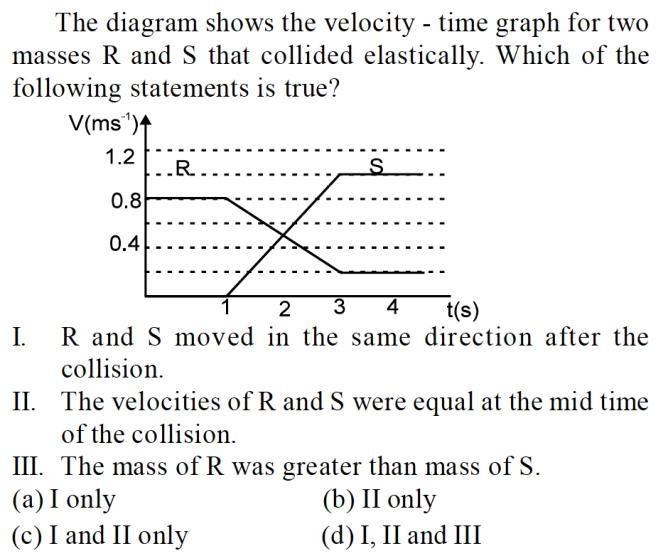 The diagram shows the velocity - time graph for two
masses R and S that collided elastically. Which of the
following statements is true?
V(ms⁻¹)
1.2
R
S
0.8
0.4
1 2 3 4 t(s)
I. R and S moved in the same direction after the
collision.
II. The velocities of R and S were equal at the mid time
of the collision.
III. The mass of R was greater than mass of S.
(a) I only (b) II only
(c) I and II only (d) I, II and III